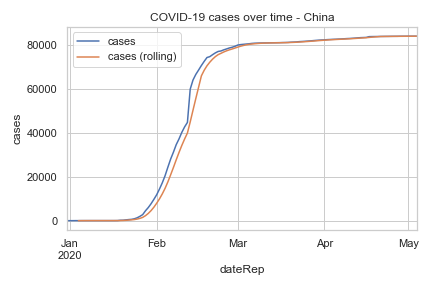 COVID-19 cases over time - China
cases
cases (rolling)
80000
60000
40000
20000
0
cases
Jan
2020
Feb
Mar
Apr
May
dateRep